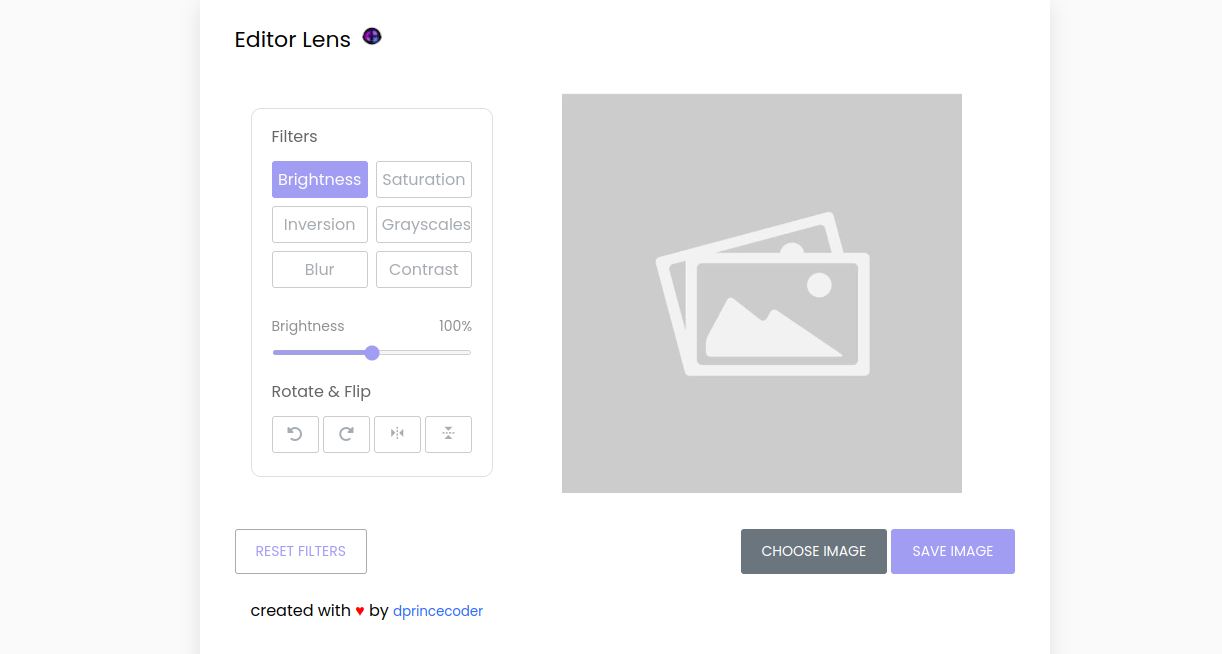 Editor Lens
Filters
Brightness Saturation
Inversion Grayscales
Blur Contrast
Brightness 100%
Rotate & Flip
RESET FILTERS CHOOSE IMAGE SAVE IMAGE
created with ♥ by dprincecoder